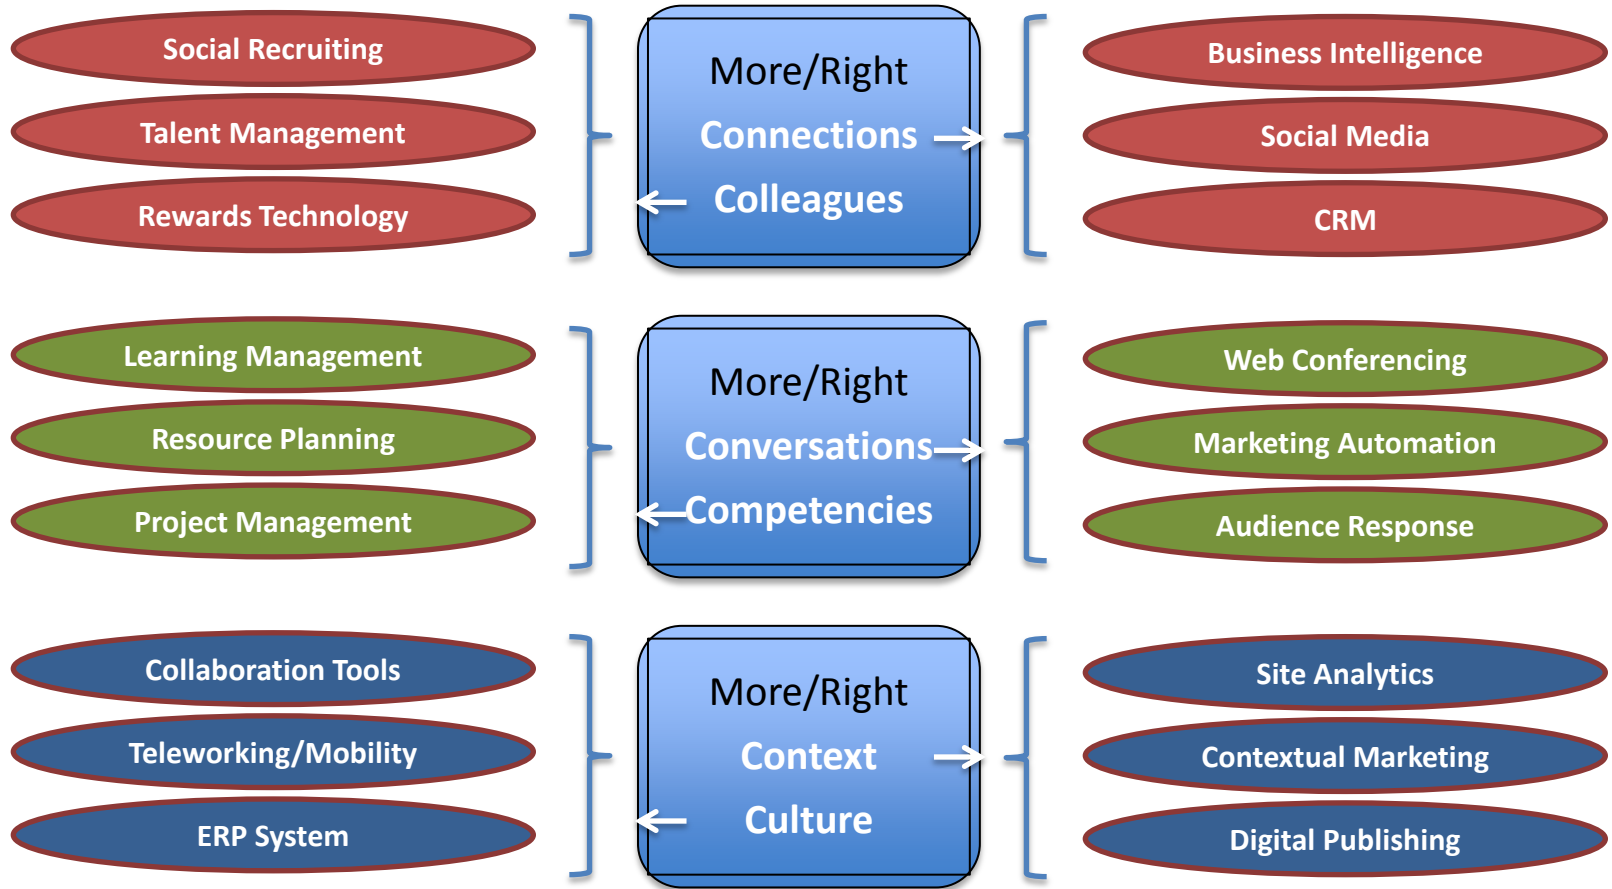 Social Recruiting
Talent Management
Rewards Technology
More/Right
Connections
Colleagues
Business Intelligence
Social Media
CRM
Learning Management
Resource Planning
Project Management
More/Right
Conversations
Competencies
Web Conferencing
Marketing Automation
Audience Response
Collaboration Tools
Teleworking/Mobility
ERP System
More/Right
Context
Culture
Site Analytics
Contextual Marketing
Digital Publishing